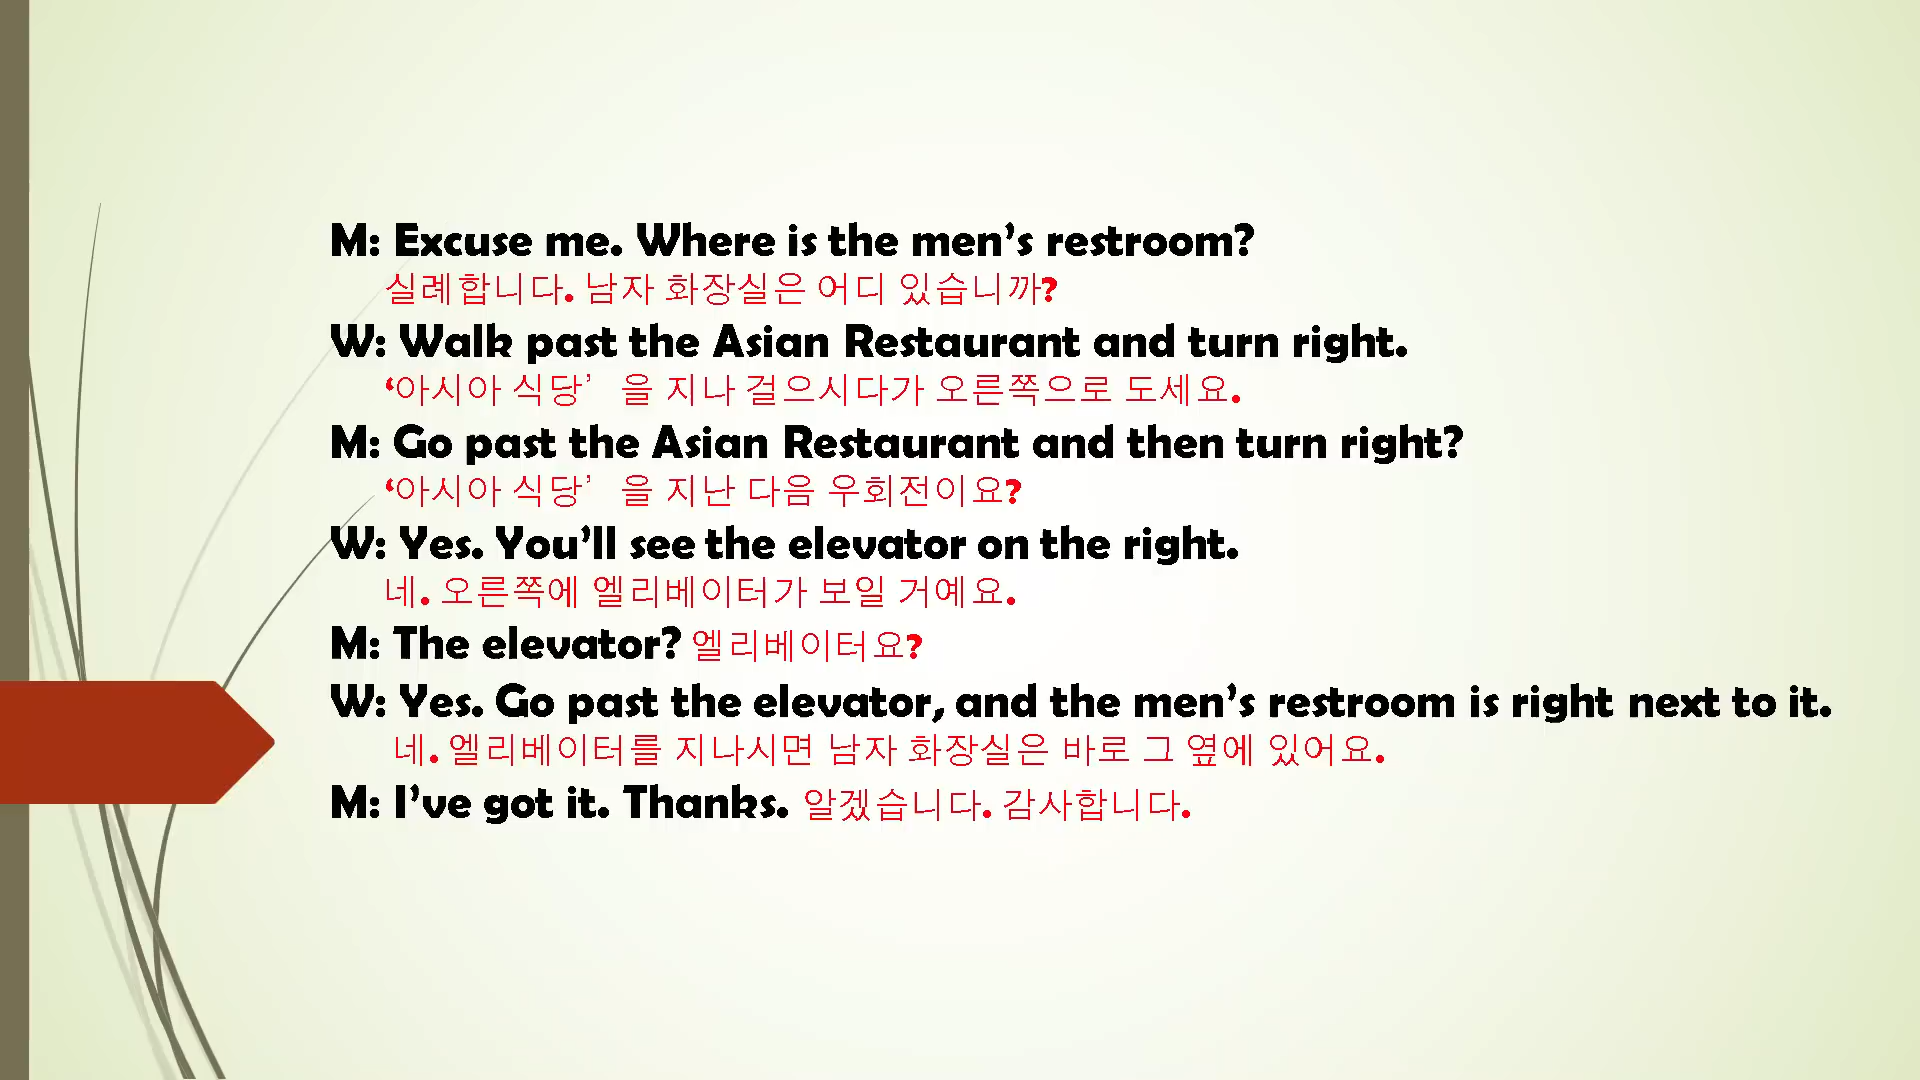 M: Excuse me. Where is the men’s restroom?
실례합니다. 남자 화장실은 어디 있습니까?
W: Walk past the Asian Restaurant and turn right.
‘아시아 식당’ 을 지나 걸으시다가 오른쪽으로 도세요.
M: Go past the Asian Restaurant and then turn right?
‘아시아 식당’ 을 지난 다음 우회전이요?
W: Yes. You’ll see the elevator on the right.
네. 오른쪽에 엘리베이터가 보일 거예요.
M: The elevator? 엘리베이터요?
W: Yes. Go past the elevator, and the men’s restroom is right next to it.
네. 엘리베이터를 지나시면 남자 화장실은 바로 그 옆에 있어요.
M: I’ve got it. Thanks. 알겠습니다. 감사합니다.